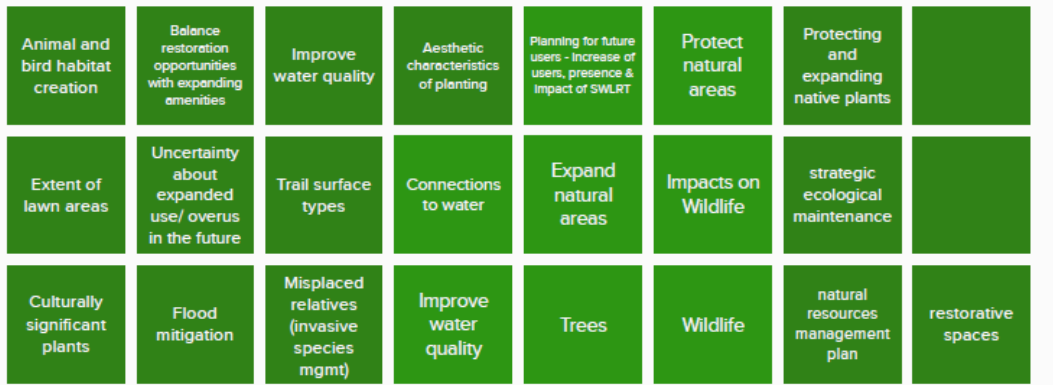 Animal and
bird habitat
creation
Balance
restoration
opportunities
with expanding
amenities
Improve
water quality
Aesthetic
characteristics
of planting
Planning for future
users - Increase of
users, presence &
Impact of SWLRT
Protect
natural
areas
Protecting
and
expanding
native plants
Extent of
lawn areas
Uncertainty
about
expanded
use/ overus
in the future
Trail surface
types
Connections
to water
Expand
natural
areas
Impacts on
Wildlife
strategic
ecological
maintenance
Culturally
significant
plants
Flood
mitigation
Misplaced
relatives
(invasive
species
mgmt)
Improve
water
quality
Trees
Wildlife
natural
resources
management
plan
restorative
spaces